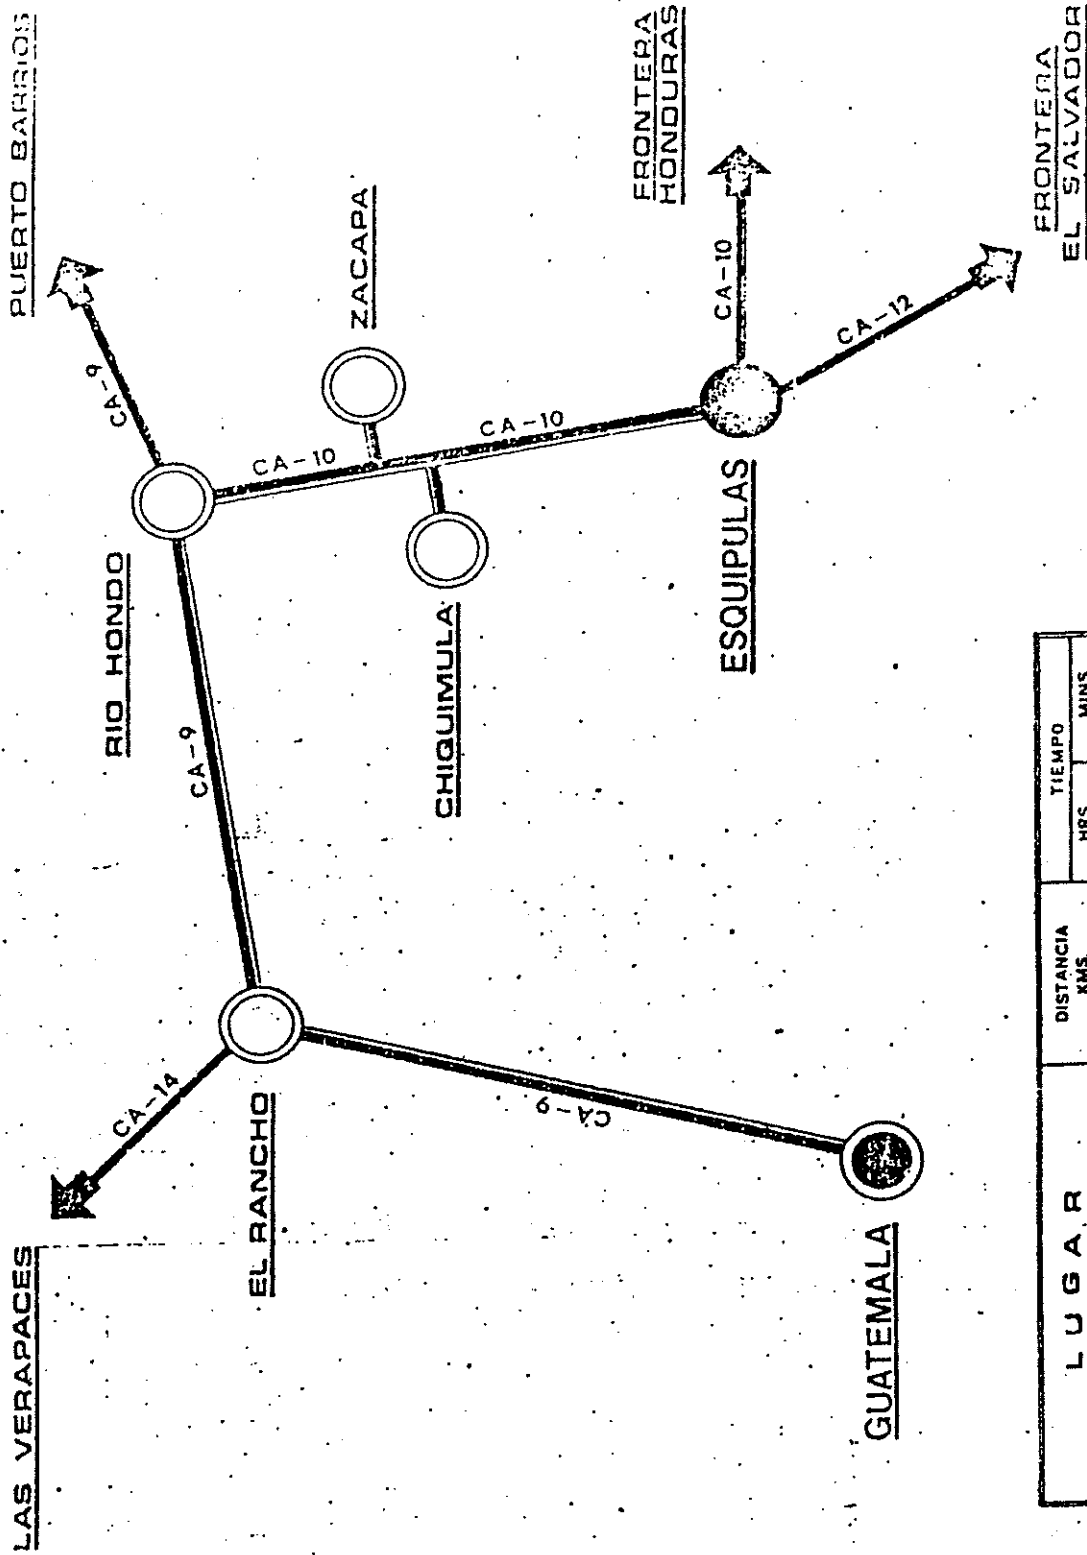 LAS VERAPACES
PUERTO BARRIOS
CA-14
CA-9
RIO HONDO
CA-9
EL RANCHO
CA-10
ZACAPA
CHIQUIMULA
CA-10
CA-9
FRONTERA
HONDURAS
CA-10
ESQUIPULAS
CA-12
GUATEMALA
FRONTERA
EL SALVADOR
LUGAR
DISTANCIA
KMS.
TIEMPO
HRS.
MINS.